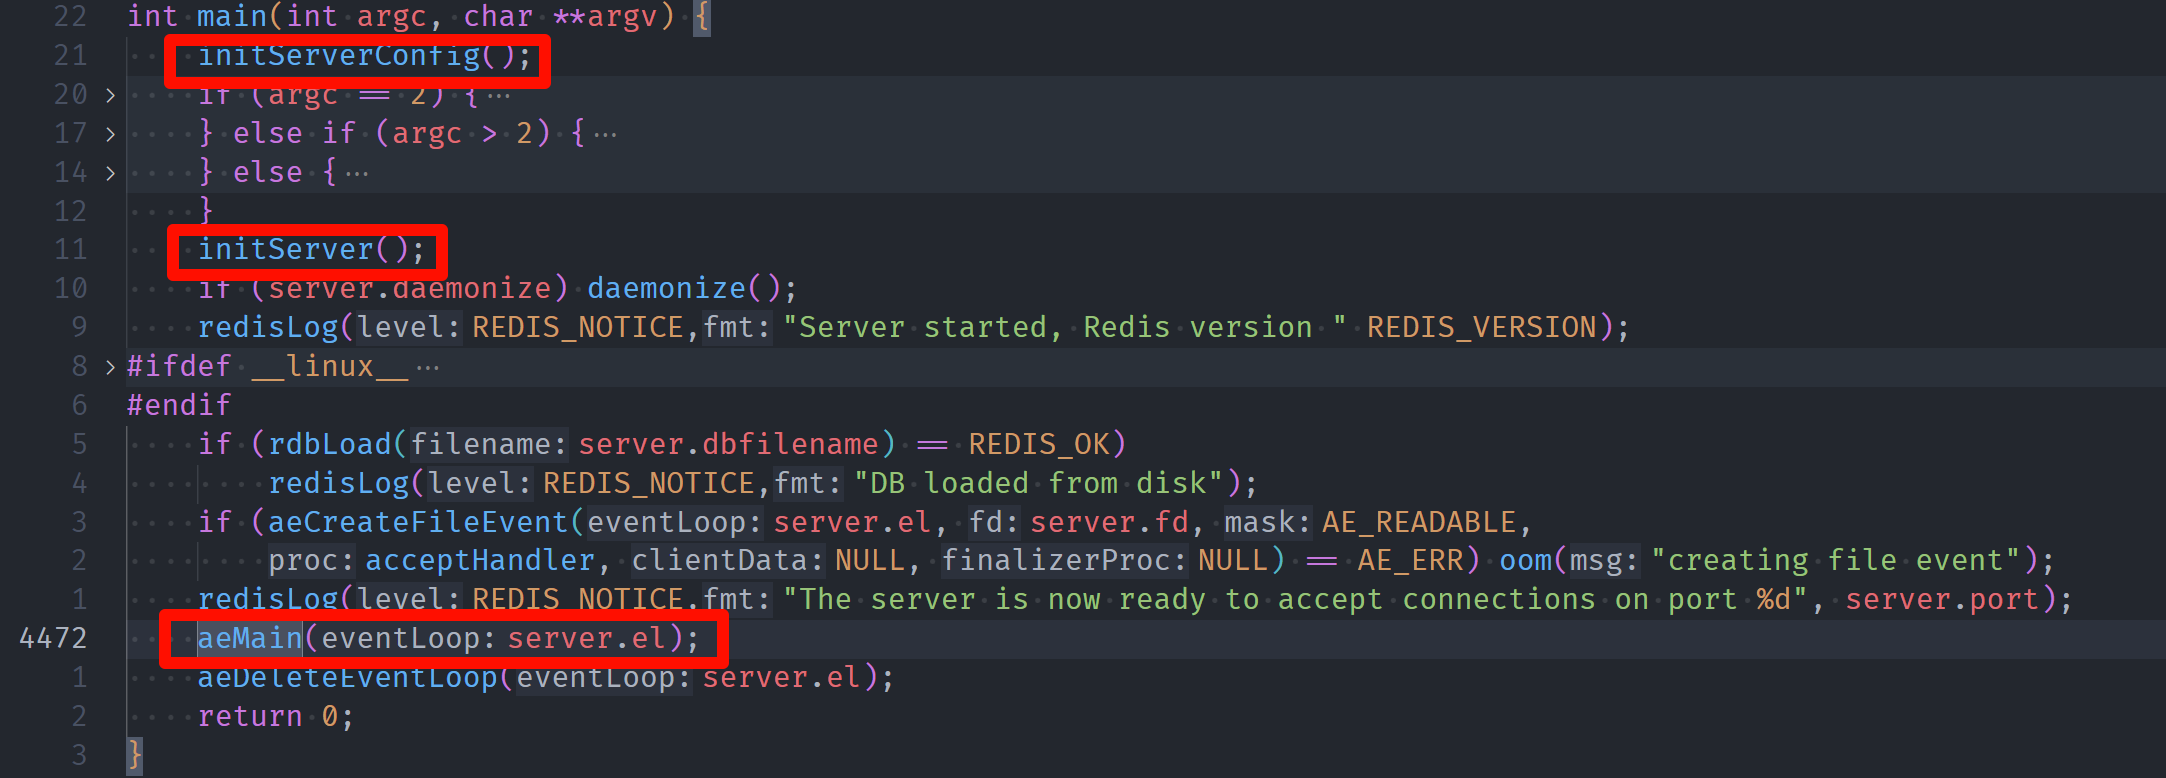 22 int main(int argc, char **argv) {
21 initServerConfig();
20 > if (argc == 2) { ···
17 > } else if (argc > 2) { ···
14 > } else { ···
12 }
11 initServer();
10 if (server.daemonize) daemonize();
9 redisLog(level: REDIS_NOTICE, fmt: "Server started, Redis version " REDIS_VERSION);
8 > #ifdef __linux__ ···
6 #endif
5 if (rdbLoad(filename: server.dbfilename) == REDIS_OK)
4 redisLog(level: REDIS_NOTICE, fmt: "DB loaded from disk");
3 if (aeCreateFileEvent(eventLoop: server.el, fd: server.fd, mask: AE_READABLE,
2 proc: acceptHandler, clientData: NULL, finalizerProc: NULL) == AE_ERR) oom(msg: "creating file event");
1 redisLog(level: REDIS_NOTICE, fmt: "The server is now ready to accept connections on port %d", server.port);
4472 aeMain(eventLoop: server.el);
1 aeDeleteEventLoop(eventLoop: server.el);
2 return 0;
3 }